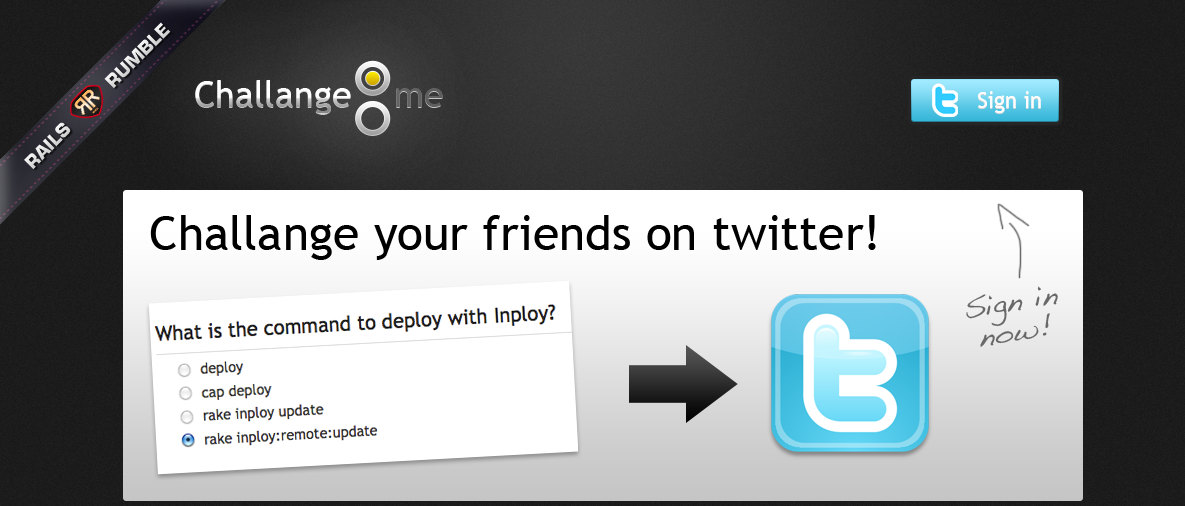 RAILS RR RUMBLE
Challange me
Sign in
Challange your friends on twitter!
Sign in
now!
What is the command to deploy with Inploy?
deploy
cap deploy
rake inploy update
rake inploy:remote:update